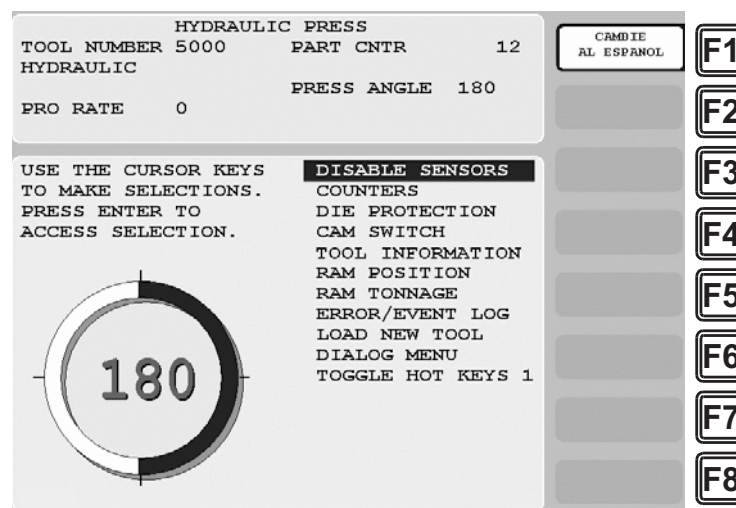 HYDRAULIC PRESS
TOOL NUMBER 5000 PART CNTR 12
HYDRAULIC
PRESS ANGLE 180
PRO RATE 0
CAMBIE
AL ESPANOL
F1
F2
F3
F4
F5
F6
F7
F8
USE THE CURSOR KEYS
TO MAKE SELECTIONS.
PRESS ENTER TO
ACCESS SELECTION.
DISABLE SENSORS
COUNTERS
DIE PROTECTION
CAM SWITCH
TOOL INFORMATION
RAM POSITION
RAM TONNAGE
ERROR/EVENT LOG
LOAD NEW TOOL
DIALOG MENU
TOGGLE HOT KEYS 1
180